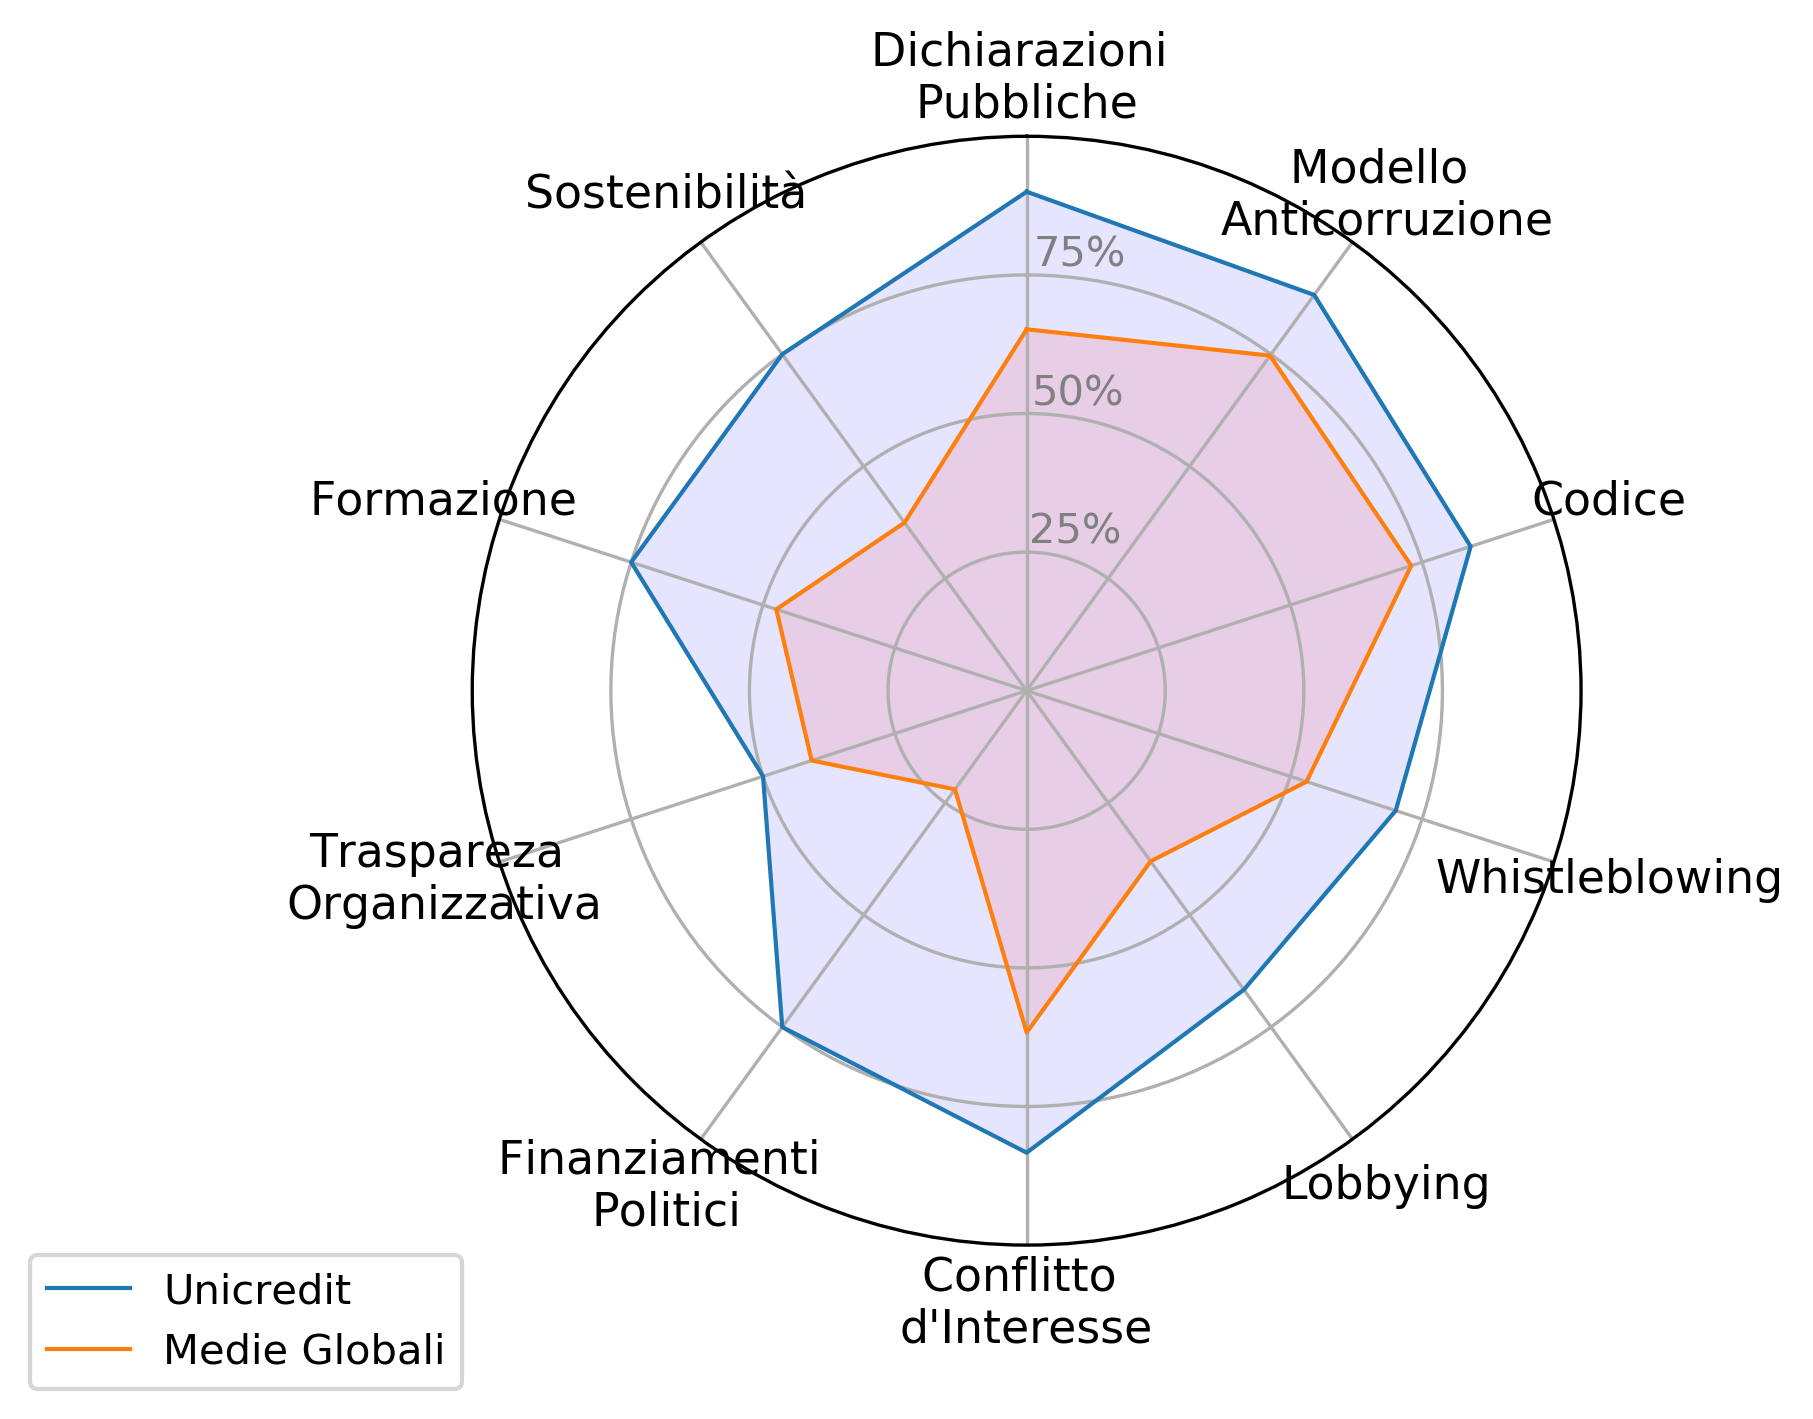 Dichiarazioni
Pubbliche
Modello
Anticorruzione
Sostenibilità
75%
50%
25%
Formazione
Codice
Traspareza
Organizzativa
Whistleblowing
Finanziamenti
Politici
Lobbying
Conflitto
d'Interesse
Unicredit
Medie Globali